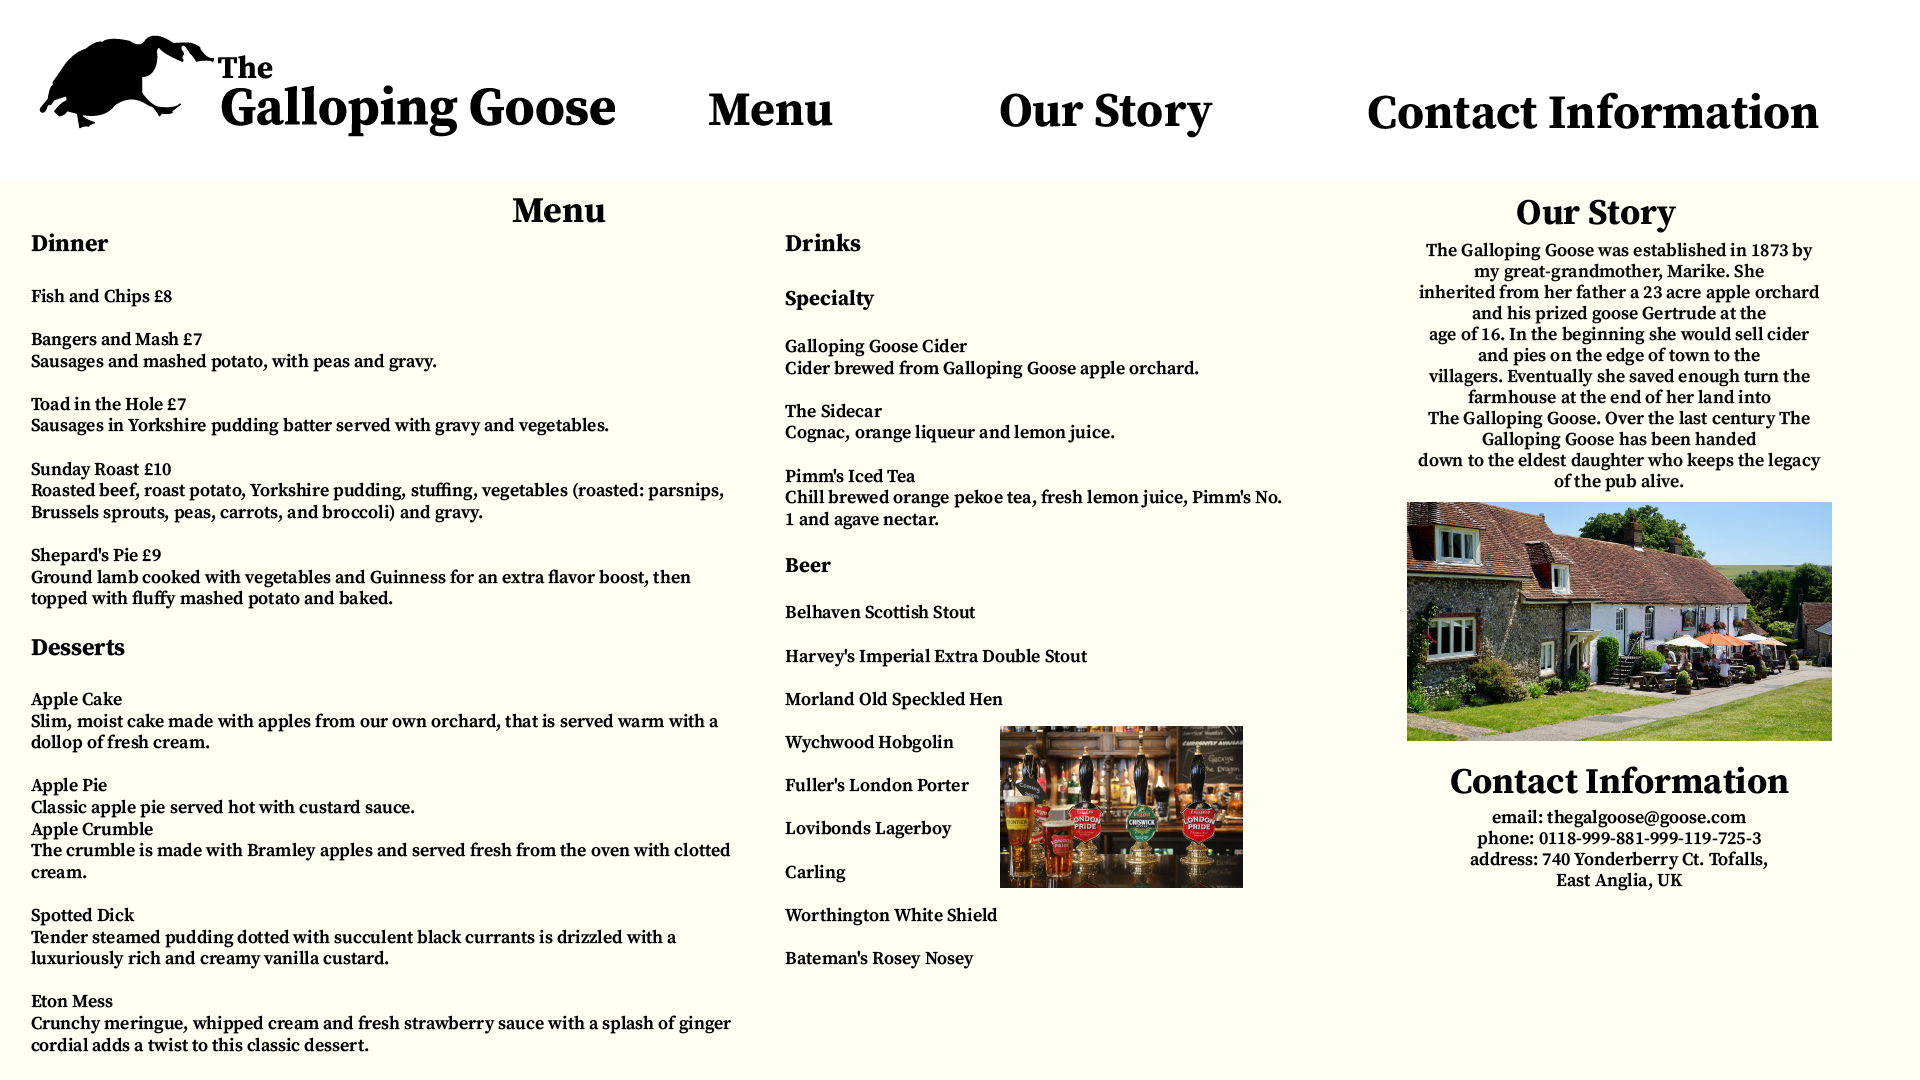 The
Galloping Goose
Menu
Our Story
Contact Information
Menu
Dinner
Fish and Chips £8
Bangers and Mash £7
Sausages and mashed potato, with peas and gravy.
Toad in the Hole £7
Sausages in Yorkshire pudding batter served with gravy and vegetables.
Sunday Roast £10
Roasted beef, roast potato, Yorkshire pudding, stuffing, vegetables (roasted: parsnips,
Brussels sprouts, peas, carrots, and broccoli) and gravy.
Shepard's Pie £9
Ground lamb cooked with vegetables and Guinness for an extra flavor boost, then
topped with fluffy mashed potato and baked.
Desserts
Apple Cake
Slim, moist cake made with apples from our own orchard, that is served warm with a
dollop of fresh cream.
Apple Pie
Classic apple pie served hot with custard sauce.
Apple Crumble
The crumble is made with Bramley apples and served fresh from the oven with clotted
cream.
Spotted Dick
Tender steamed pudding dotted with succulent black currants is drizzled with a
luxuriously rich and creamy vanilla custard.
Eton Mess
Crunchy meringue, whipped cream and fresh strawberry sauce with a splash of ginger
cordial adds a twist to this classic dessert.
Drinks
Specialty
Galloping Goose Cider
Cider brewed from Galloping Goose apple orchard.
The Sidecar
Cognac, orange liqueur and lemon juice.
Pimm's Iced Tea
Chill brewed orange pekoe tea, fresh lemon juice, Pimm's No.
1 and agave nectar.
Beer
Belhaven Scottish Stout
Harvey's Imperial Extra Double Stout
Morland Old Speckled Hen
Wychwood Hobgolin
Fuller's London Porter
Lovibonds Lagerboy
Carling
Worthington White Shield
Bateman's Rosey Nosey
CURRENTLY AVAILABLE
George
The Dragon
Coming
Soon
LONDON
PRIDE
CHISWICK
LONDON
PRIDE
LONDON
PRIDE
Our Story
The Galloping Goose was established in 1873 by
my great-grandmother, Marike. She
inherited from her father a 23 acre apple orchard
and his prized goose Gertrude at the
age of 16. In the beginning she would sell cider
and pies on the edge of town to the
villagers. Eventually she saved enough turn the
farmhouse at the end of her land into
The Galloping Goose. Over the last century The
Galloping Goose has been handed
down to the eldest daughter who keeps the legacy
of the pub alive.
Contact Information
email: thegalgoose@goose.com
phone: 0118-999-881-999-119-725-3
address: 740 Yonderberry Ct. Tofalls,
East Anglia, UK